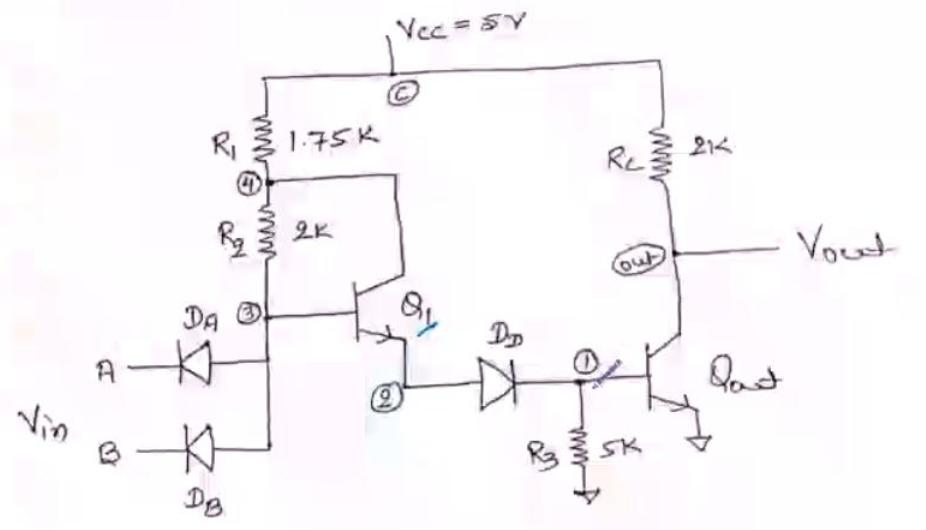 Vcc = 5V
C
R1 1.75K
Rc 2K
4
R2 2K
out Vout
3
DA
Q1
DD
A
1
Qout
2
Vin
B
R3 5K
DB